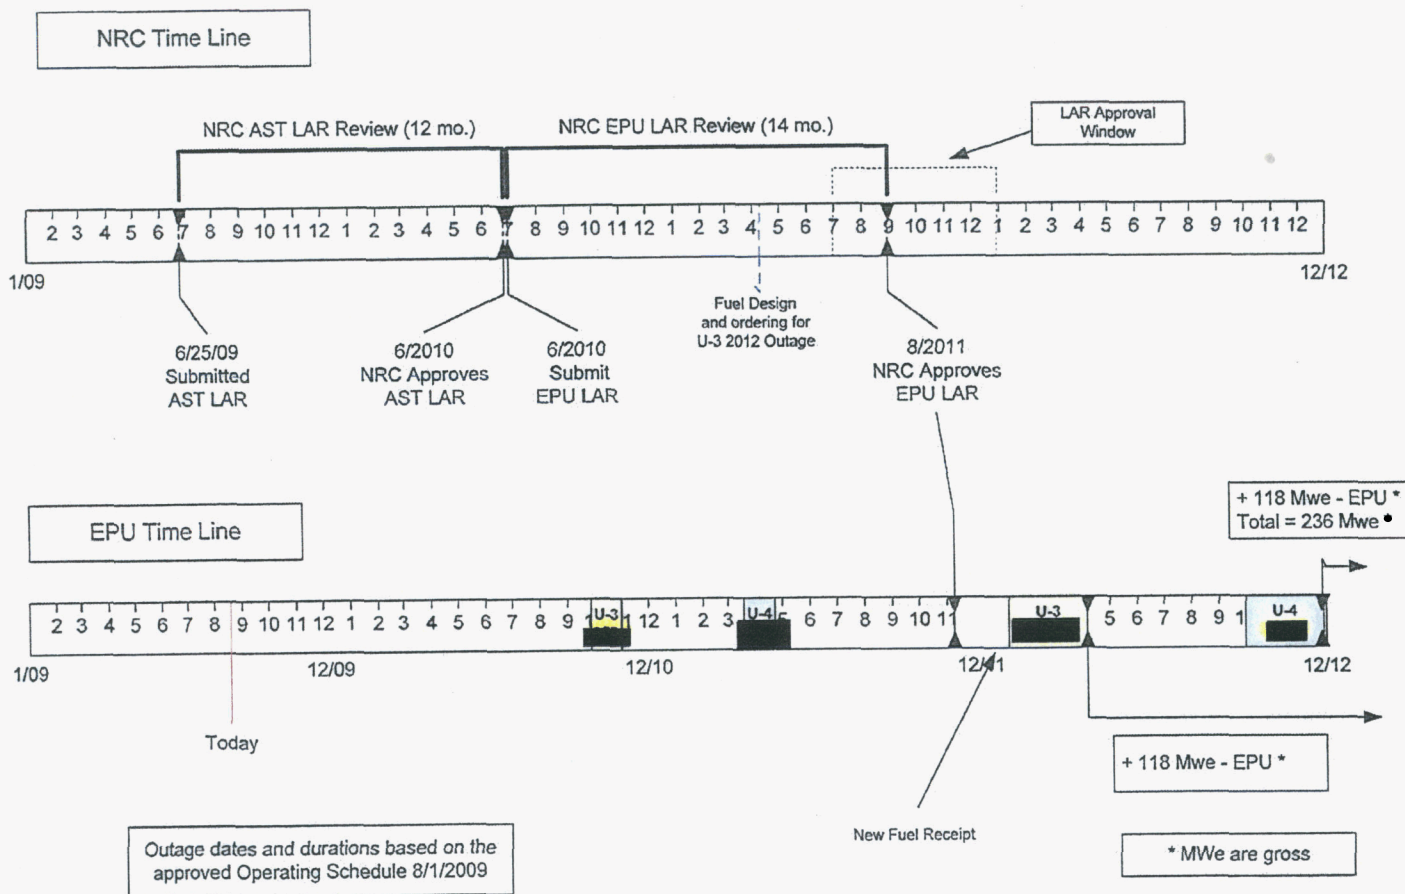 NRC Time Line
LAR Approval
Window
NRC AST LAR Review (12 mo.)
NRC EPU LAR Review (14 mo.)
2 3 4 5 6 7 8 9 10 11 12 1 2 3 4 5 6 7 8 9 10 11 12 1 2 3 4 5 6 7 8 9 10 11 12 1 2 3 4 5 6 7 8 9 10 11 12
1/09
12/12
Fuel Design
and ordering for
U-3 2012 Outage
6/25/09
Submitted
AST LAR
6/2010
NRC Approves
AST LAR
6/2010
Submit
EPU LAR
8/2011
NRC Approves
EPU LAR
+ 118 Mwe - EPU *
Total = 236 Mwe
EPU Time Line
2 3 4 5 6 7 8 9 10 11 12 1 2 3 4 5 6 7 8 9 U-3 12 1 2 3 U-4 5 6 7 8 9 10 11 U-3 5 6 7 8 9 1 U-4
1/09
12/09
12/10
12/12
Today
+ 118 Mwe - EPU *
New Fuel Receipt
Outage dates and durations based on the
approved Operating Schedule 8/1/2009
* MWe are gross